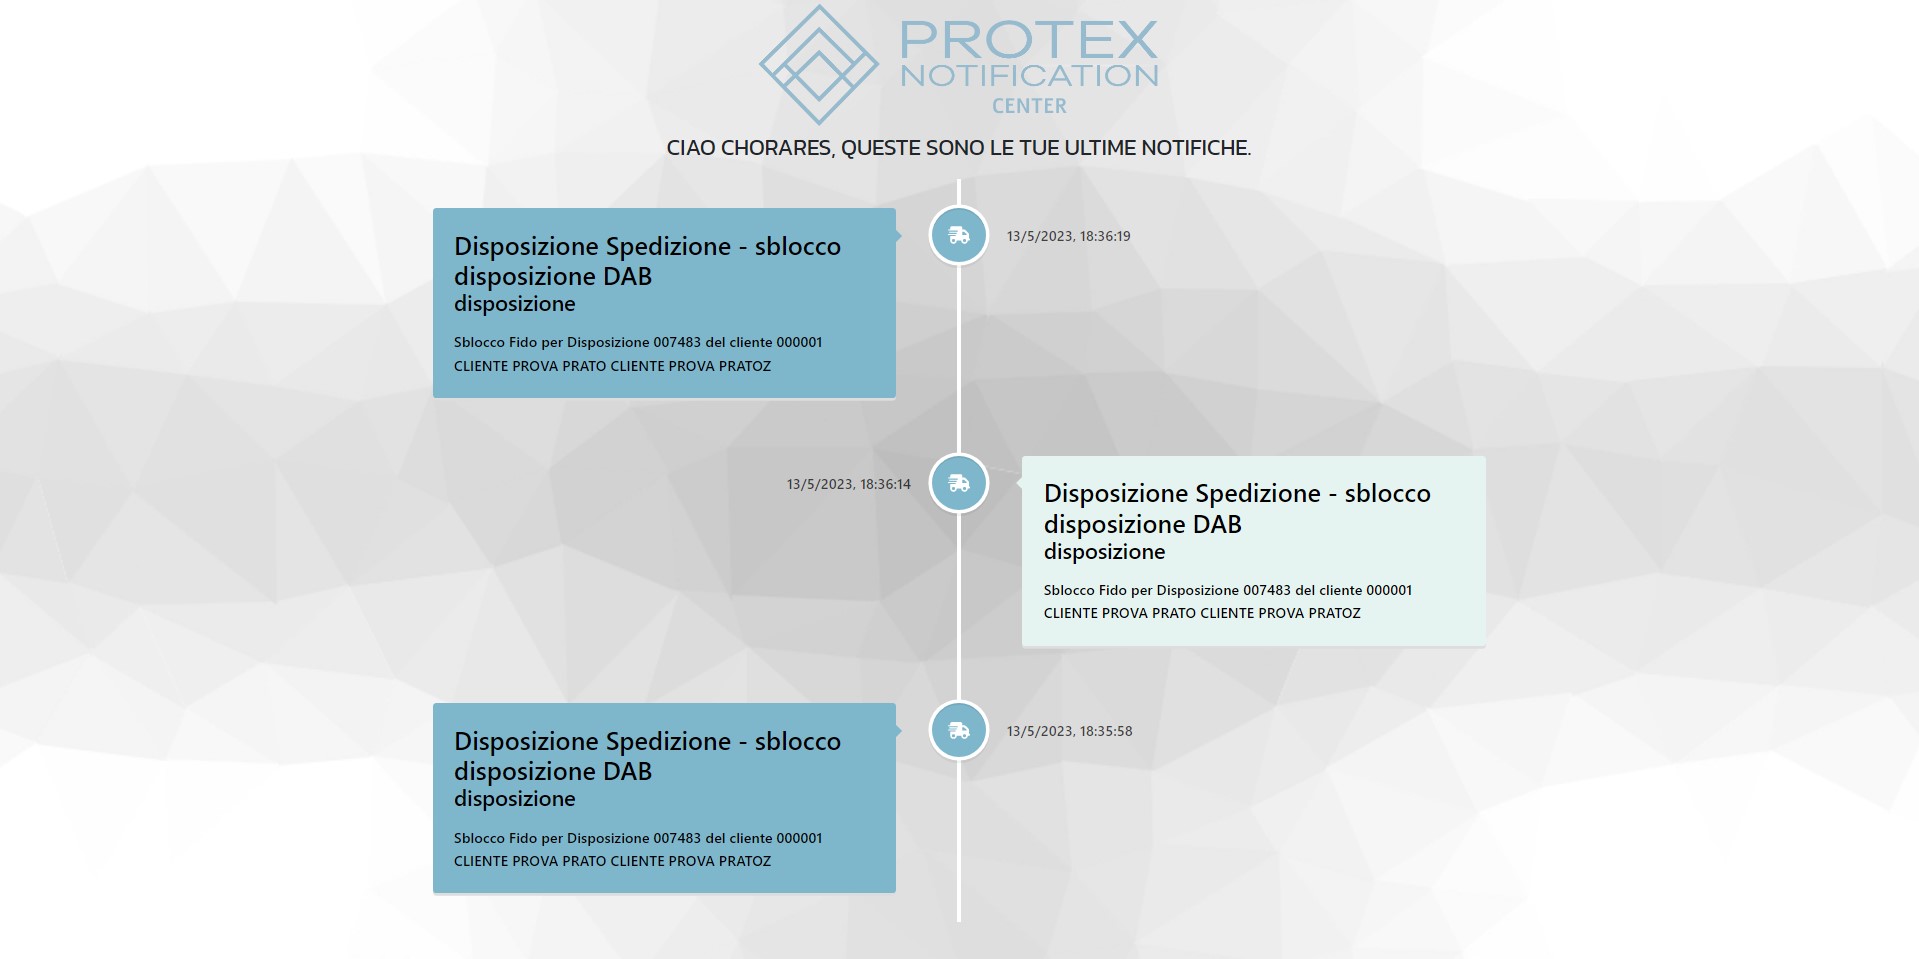 PROTEX
NOTIFICATION
CENTER
CIAO CHORARES, QUESTE SONO LE TUE ULTIME NOTIFICHE.
Disposizione Spedizione - sblocco
disposizione DAB
disposizione
Sblocco Fido per Disposizione 007483 del cliente 000001
CLIENTE PROVA PRATO CLIENTE PROVA PRATOZ
13/5/2023, 18:36:19
13/5/2023, 18:36:14
Disposizione Spedizione - sblocco
disposizione DAB
disposizione
Sblocco Fido per Disposizione 007483 del cliente 000001
CLIENTE PROVA PRATO CLIENTE PROVA PRATOZ
Disposizione Spedizione - sblocco
disposizione DAB
disposizione
Sblocco Fido per Disposizione 007483 del cliente 000001
CLIENTE PROVA PRATO CLIENTE PROVA PRATOZ
13/5/2023, 18:35:58